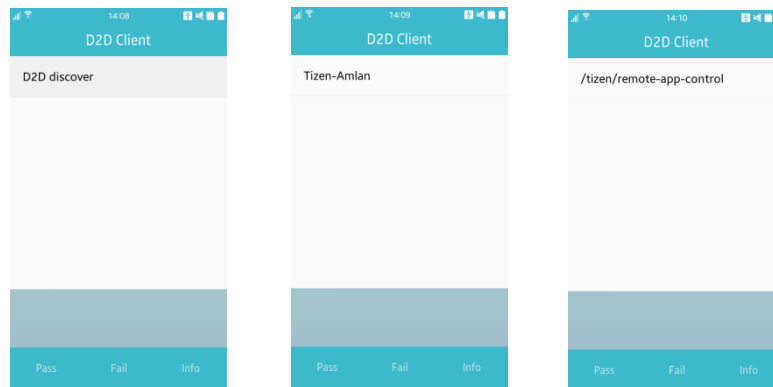 14:08
D2D Client
D2D discover
Pass Fail Info
14:09
D2D Client
Tizen-Amlan
Pass Fail Info
14:10
D2D Client
/tizen/remote-app-control
Pass Fail Info